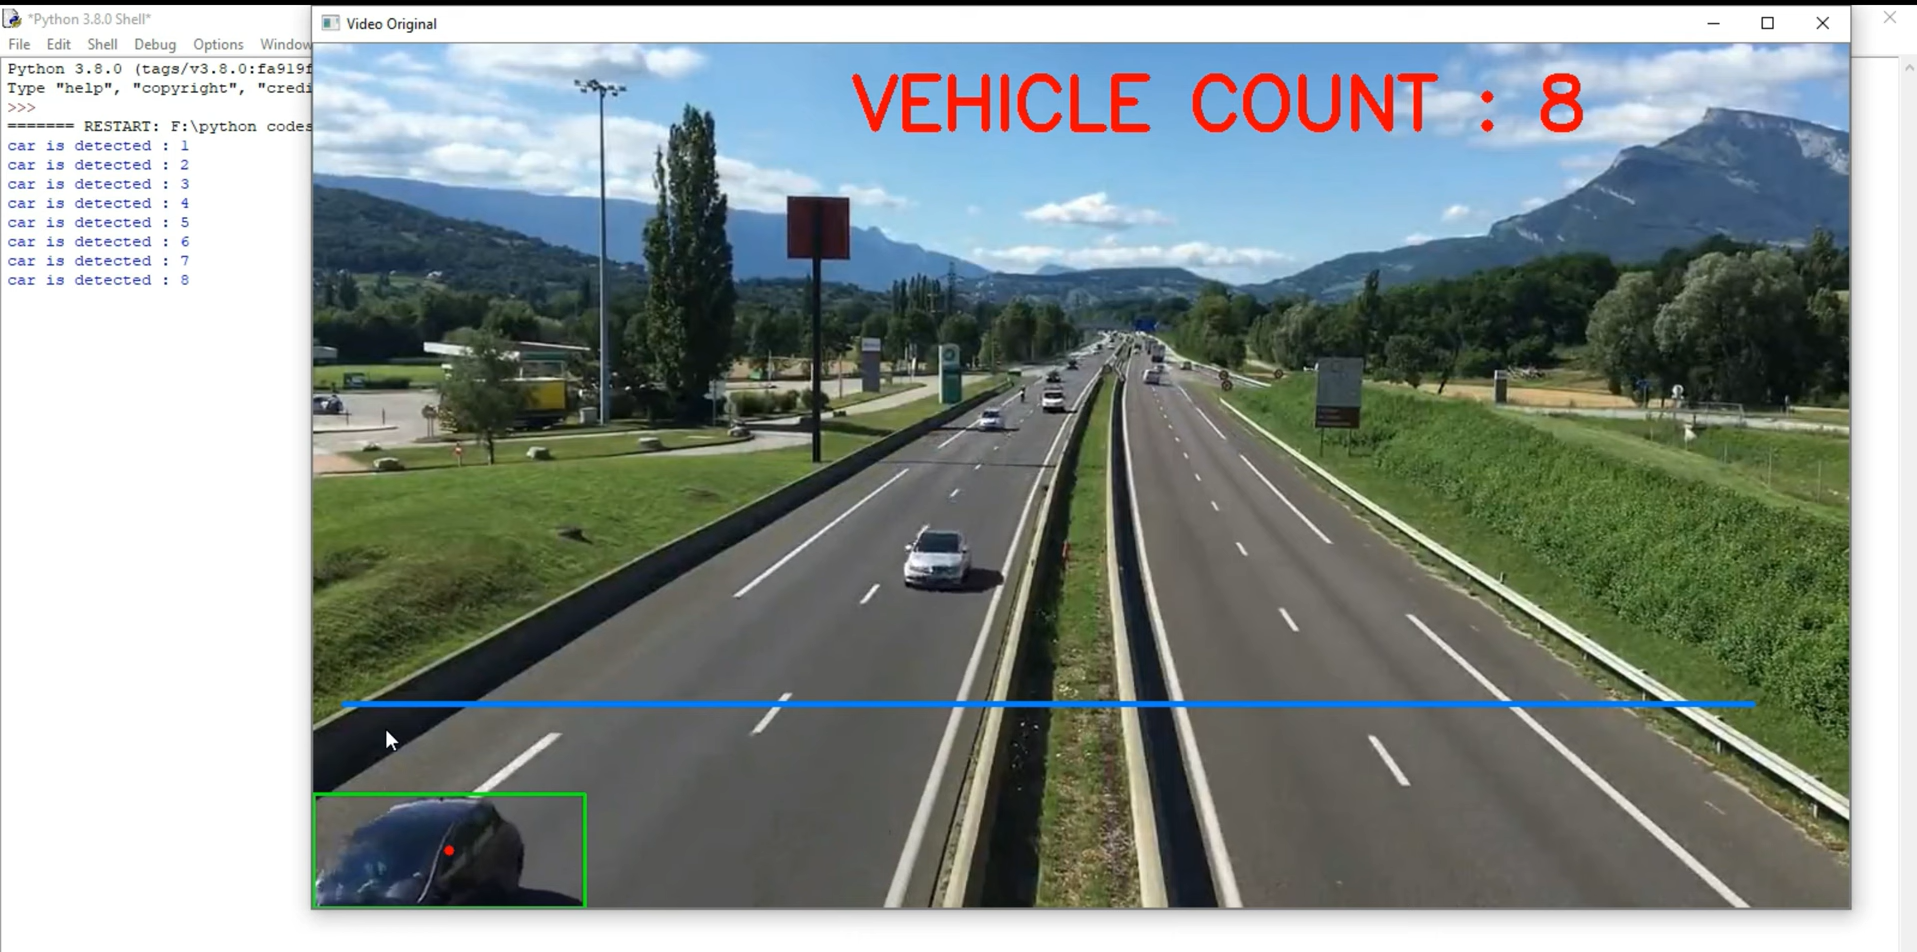 *Python 3.8.0 Shell*
File Edit Shell Debug Options Window
Python 3.8.0 (tags/v3.8.0:fa919f
Type "help", "copyright", "credi
>>>
======= RESTART: F:\python codes
car is detected : 1
car is detected : 2
car is detected : 3
car is detected : 4
car is detected : 5
car is detected : 6
car is detected : 7
car is detected : 8
Video Original
VEHICLE COUNT : 8